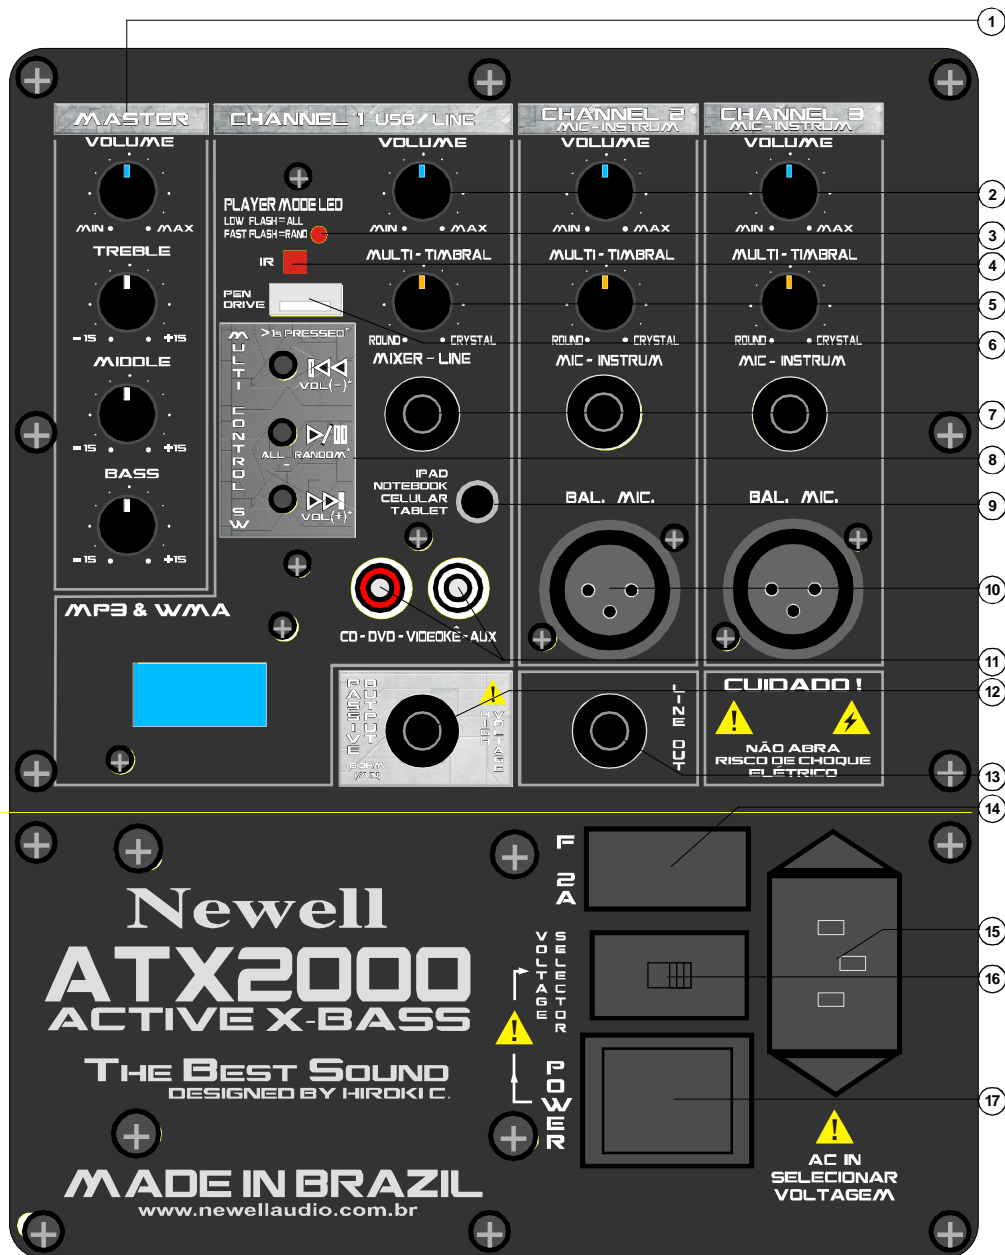 1
MASTER
CHANNEL 1 USB/LINE
CHANNEL 2
MIC-INSTRUM
CHANNEL 3
MIC-INSTRUM
VOLUME
VOLUME
VOLUME
VOLUME
2
MIN
MAX
MIN
MAX
MIN
MAX
MIN
MAX
PLAYER MODE LED
LOW FLASH=ALL
FAST FLASH=RAND
3
IR
4
TREBLE
MULTI-TIMBRAL
MULTI-TIMBRAL
MULTI-TIMBRAL
PEN
DRIVE
5
-15
+15
ROUND
CRYSTAL
ROUND
CRYSTAL
ROUND
CRYSTAL
6
MIDDLE
MIXER-LINE
MIC-INSTRUM
MIC-INSTRUM
MULTI CONTROL SW
>1s PRESSED*
VOL(-)*
7
-15
+15
ALL - RANDOM*
8
BASS
VOL(+)*
IPAD
NOTEBOOK
CELULAR
TABLET
9
BAL. MIC.
BAL. MIC.
-15
+15
10
MP3 & WMA
CD-DVD-VIDEOKÊ-AUX
11
PASSIVE
OUTPUT
8 OHM
(MIN)
HIGH
VOLTAGE
12
LINE OUT
CUIDADO!
NÃO ABRA
RISCO DE CHOQUE
ELÉTRICO
13
14
F 2A
Newell
ATX2000
ACTIVE X-BASS
VOLTAGE
SELECTOR
15
16
THE BEST SOUND
DESIGNED BY HIROKI C.
POWER
17
AC IN
SELECIONAR
VOLTAGEM
MADE IN BRAZIL
www.newellaudio.com.br